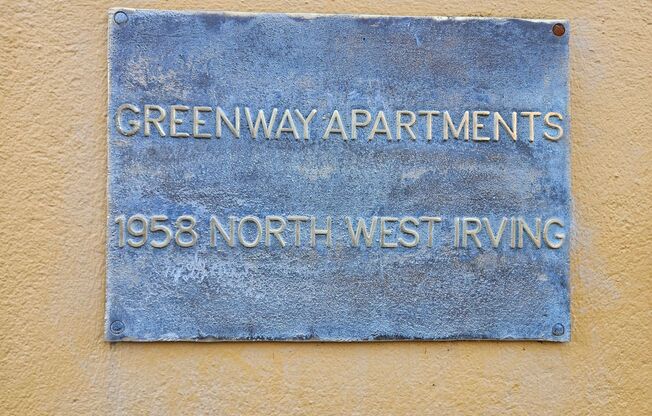 GREENWAY APARTMENTS
1958 NORTH WEST IRVING